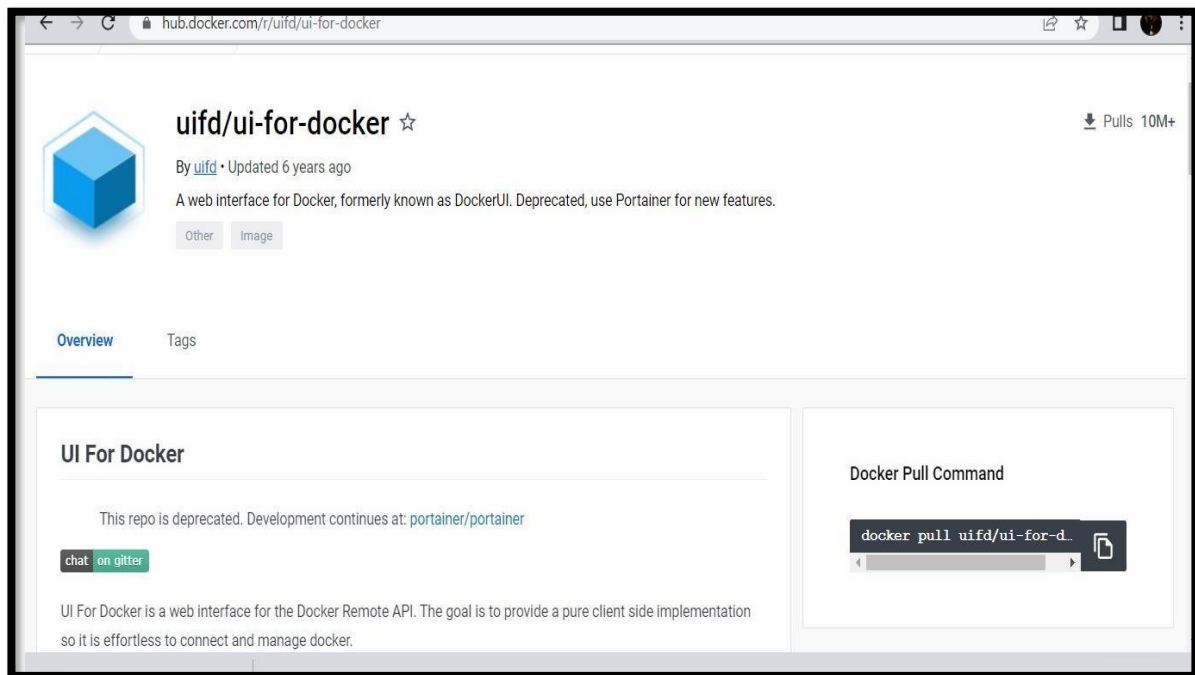 hub.docker.com/r/uifd/ui-for-docker
uifd/ui-for-docker
Pulls 10M+
By uifd • Updated 6 years ago
A web interface for Docker, formerly known as DockerUI. Deprecated, use Portainer for new features.
Other Image
Overview Tags
UI For Docker
This repo is deprecated. Development continues at: portainer/portainer
chat on gitter
UI For Docker is a web interface for the Docker Remote API. The goal is to provide a pure client side implementation
so it is effortless to connect and manage docker.
Docker Pull Command
docker pull uifd/ui-for-d…